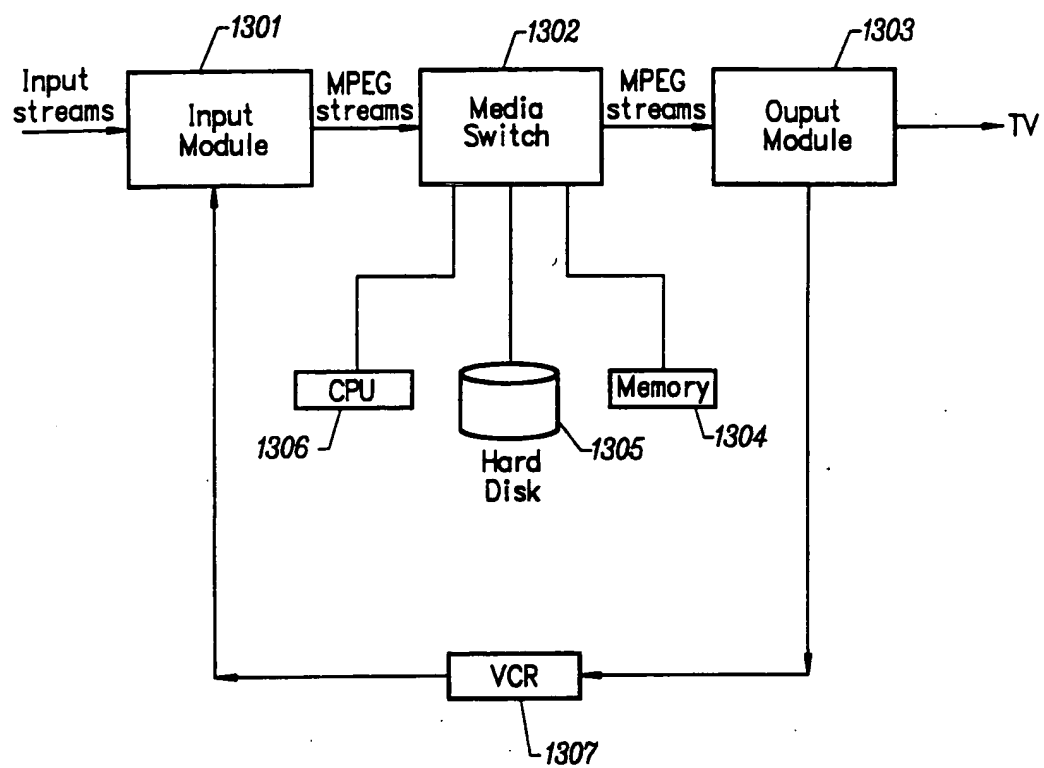 1301
1302
1303
Input
streams
Input
Module
MPEG
streams
Media
Switch
MPEG
streams
Ouput
Module
TV
CPU
Memory
1306
1305
1304
Hard
Disk
VCR
1307